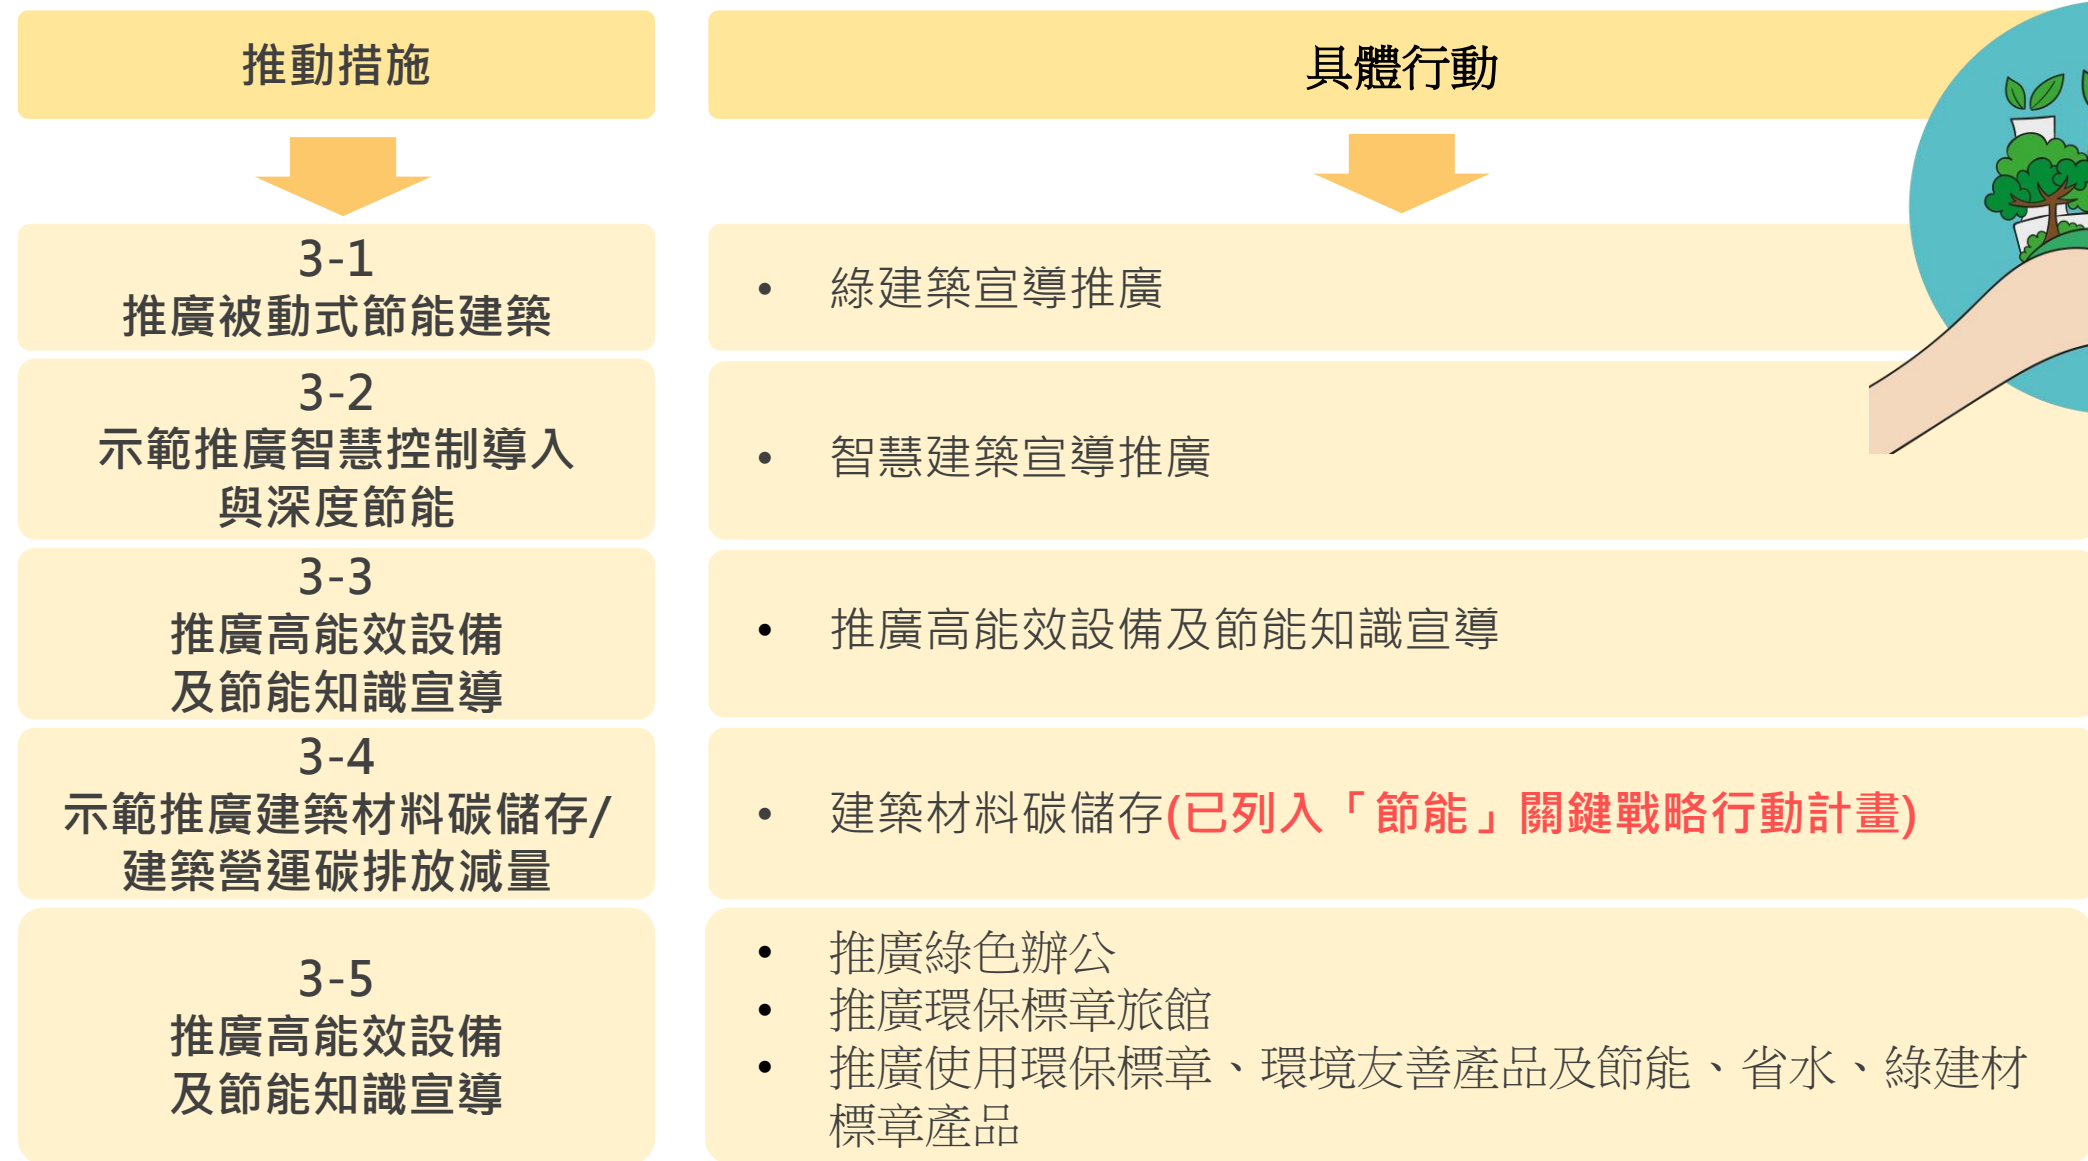 推動措施
具體行動
3-1
推廣被動式節能建築
• 綠建築宣導推廣
3-2
示範推廣智慧控制導入
與深度節能
• 智慧建築宣導推廣
3-3
推廣高能效設備
及節能知識宣導
• 推廣高能效設備及節能知識宣導
3-4
示範推廣建築材料碳儲存/
建築營運碳排放減量
• 建築材料碳儲存(已列入「節能」關鍵戰略行動計畫)
3-5
推廣高能效設備
及節能知識宣導
• 推廣綠色辦公
• 推廣環保標章旅館
• 推廣使用環保標章、環境友善產品及節能、省水、綠建材
標章產品